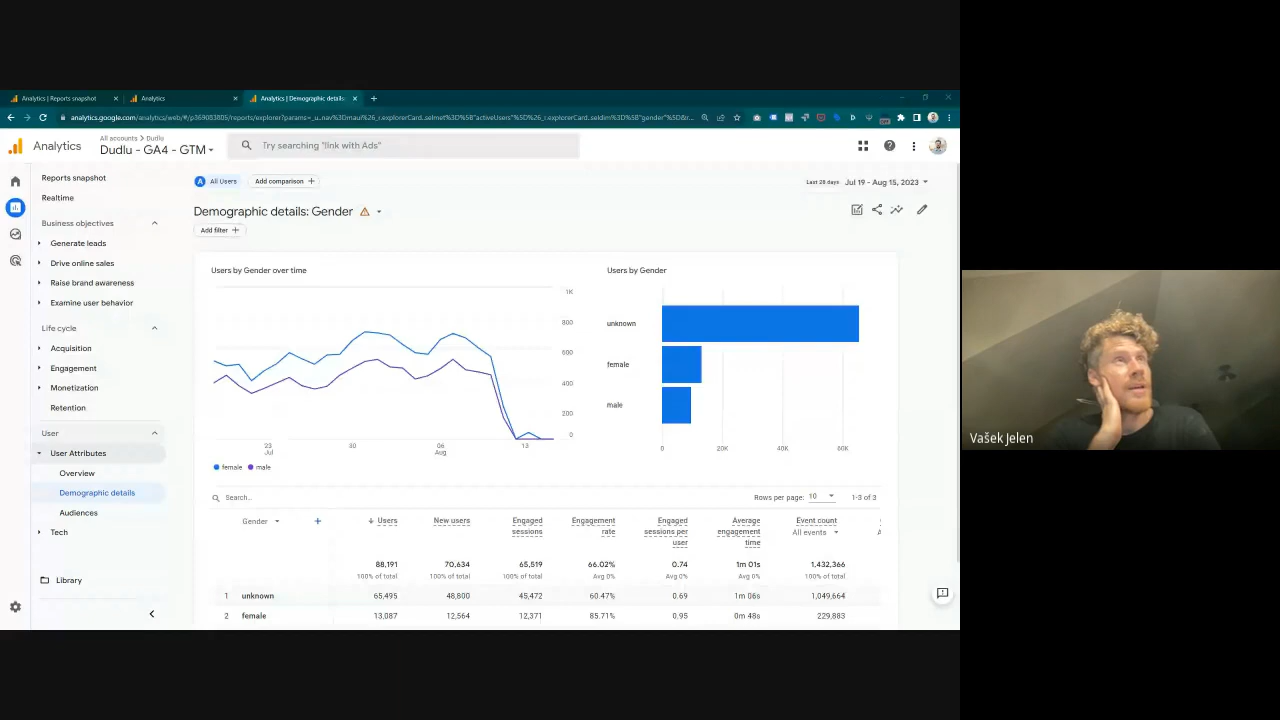 Analytics | Reports snapshot
Analytics
Analytics | Demographic details:
Analytics
All accounts > Dudlu
Dudlu - GA4 - GTM
Try searching "link with Ads"
Reports snapshot
Realtime
Business objectives
Generate leads
Drive online sales
Raise brand awareness
Examine user behavior
Life cycle
Acquisition
Engagement
Monetization
Retention
User
User Attributes
Overview
Demographic details
Audiences
Tech
Library
A All Users
Add comparison +
Last 28 days Jul 19 - Aug 15, 2023
Demographic details: Gender
Add filter +
Users by Gender over time
1K
800
600
400
200
0
23 Jul
30
06 Aug
13
female male
Users by Gender
unknown
female
male
0 20K 40K 60K
Search...
Rows per page: 10 1-3 of 3
Gender + Users New users Engaged sessions Engagement rate Engaged sessions per user Average engagement time Event count All events
88,191 70,634 65,519 66.02% 0.74 1m 01s 1,432,366
100% of total 100% of total 100% of total Avg 0% Avg 0% Avg 0% 100% of total
1 unknown 65,495 48,800 45,472 60.47% 0.69 1m 06s 1,049,664
2 female 13,087 12,564 12,371 85.71% 0.95 0m 48s 229,883
Vašek Jelen